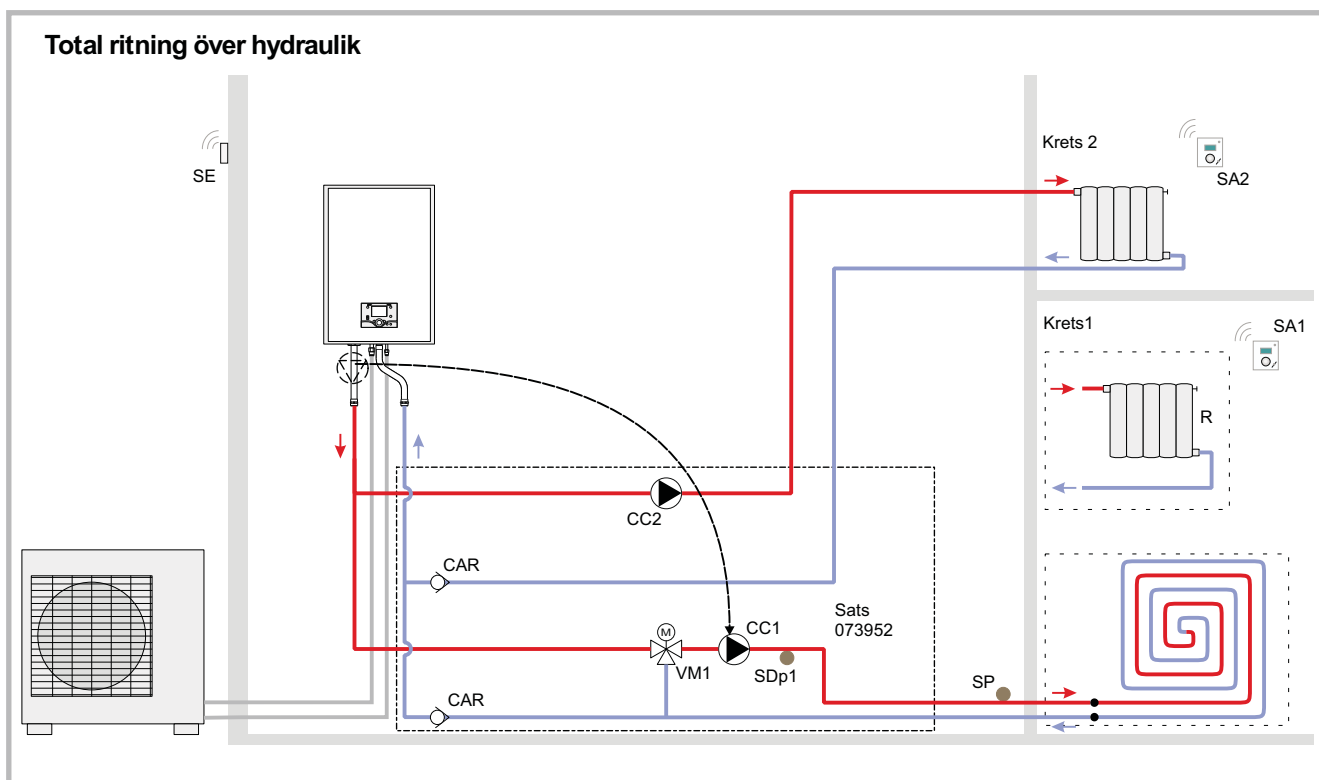 Total ritning över hydraulik
SE
Krets 2
SA2
Krets1
SA1
R
CC2
CAR
Sats
073952
CC1
M
VM1
SDp1
SP
CAR